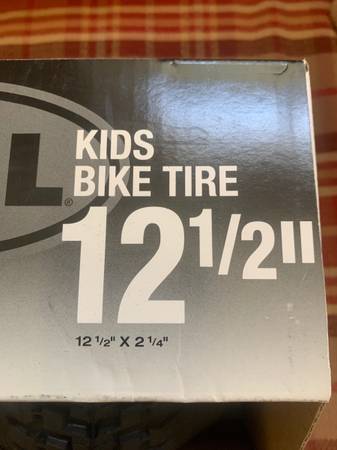 L®
KIDS
BIKE TIRE
12 1/2"
12 1/2" X 2 1/4"